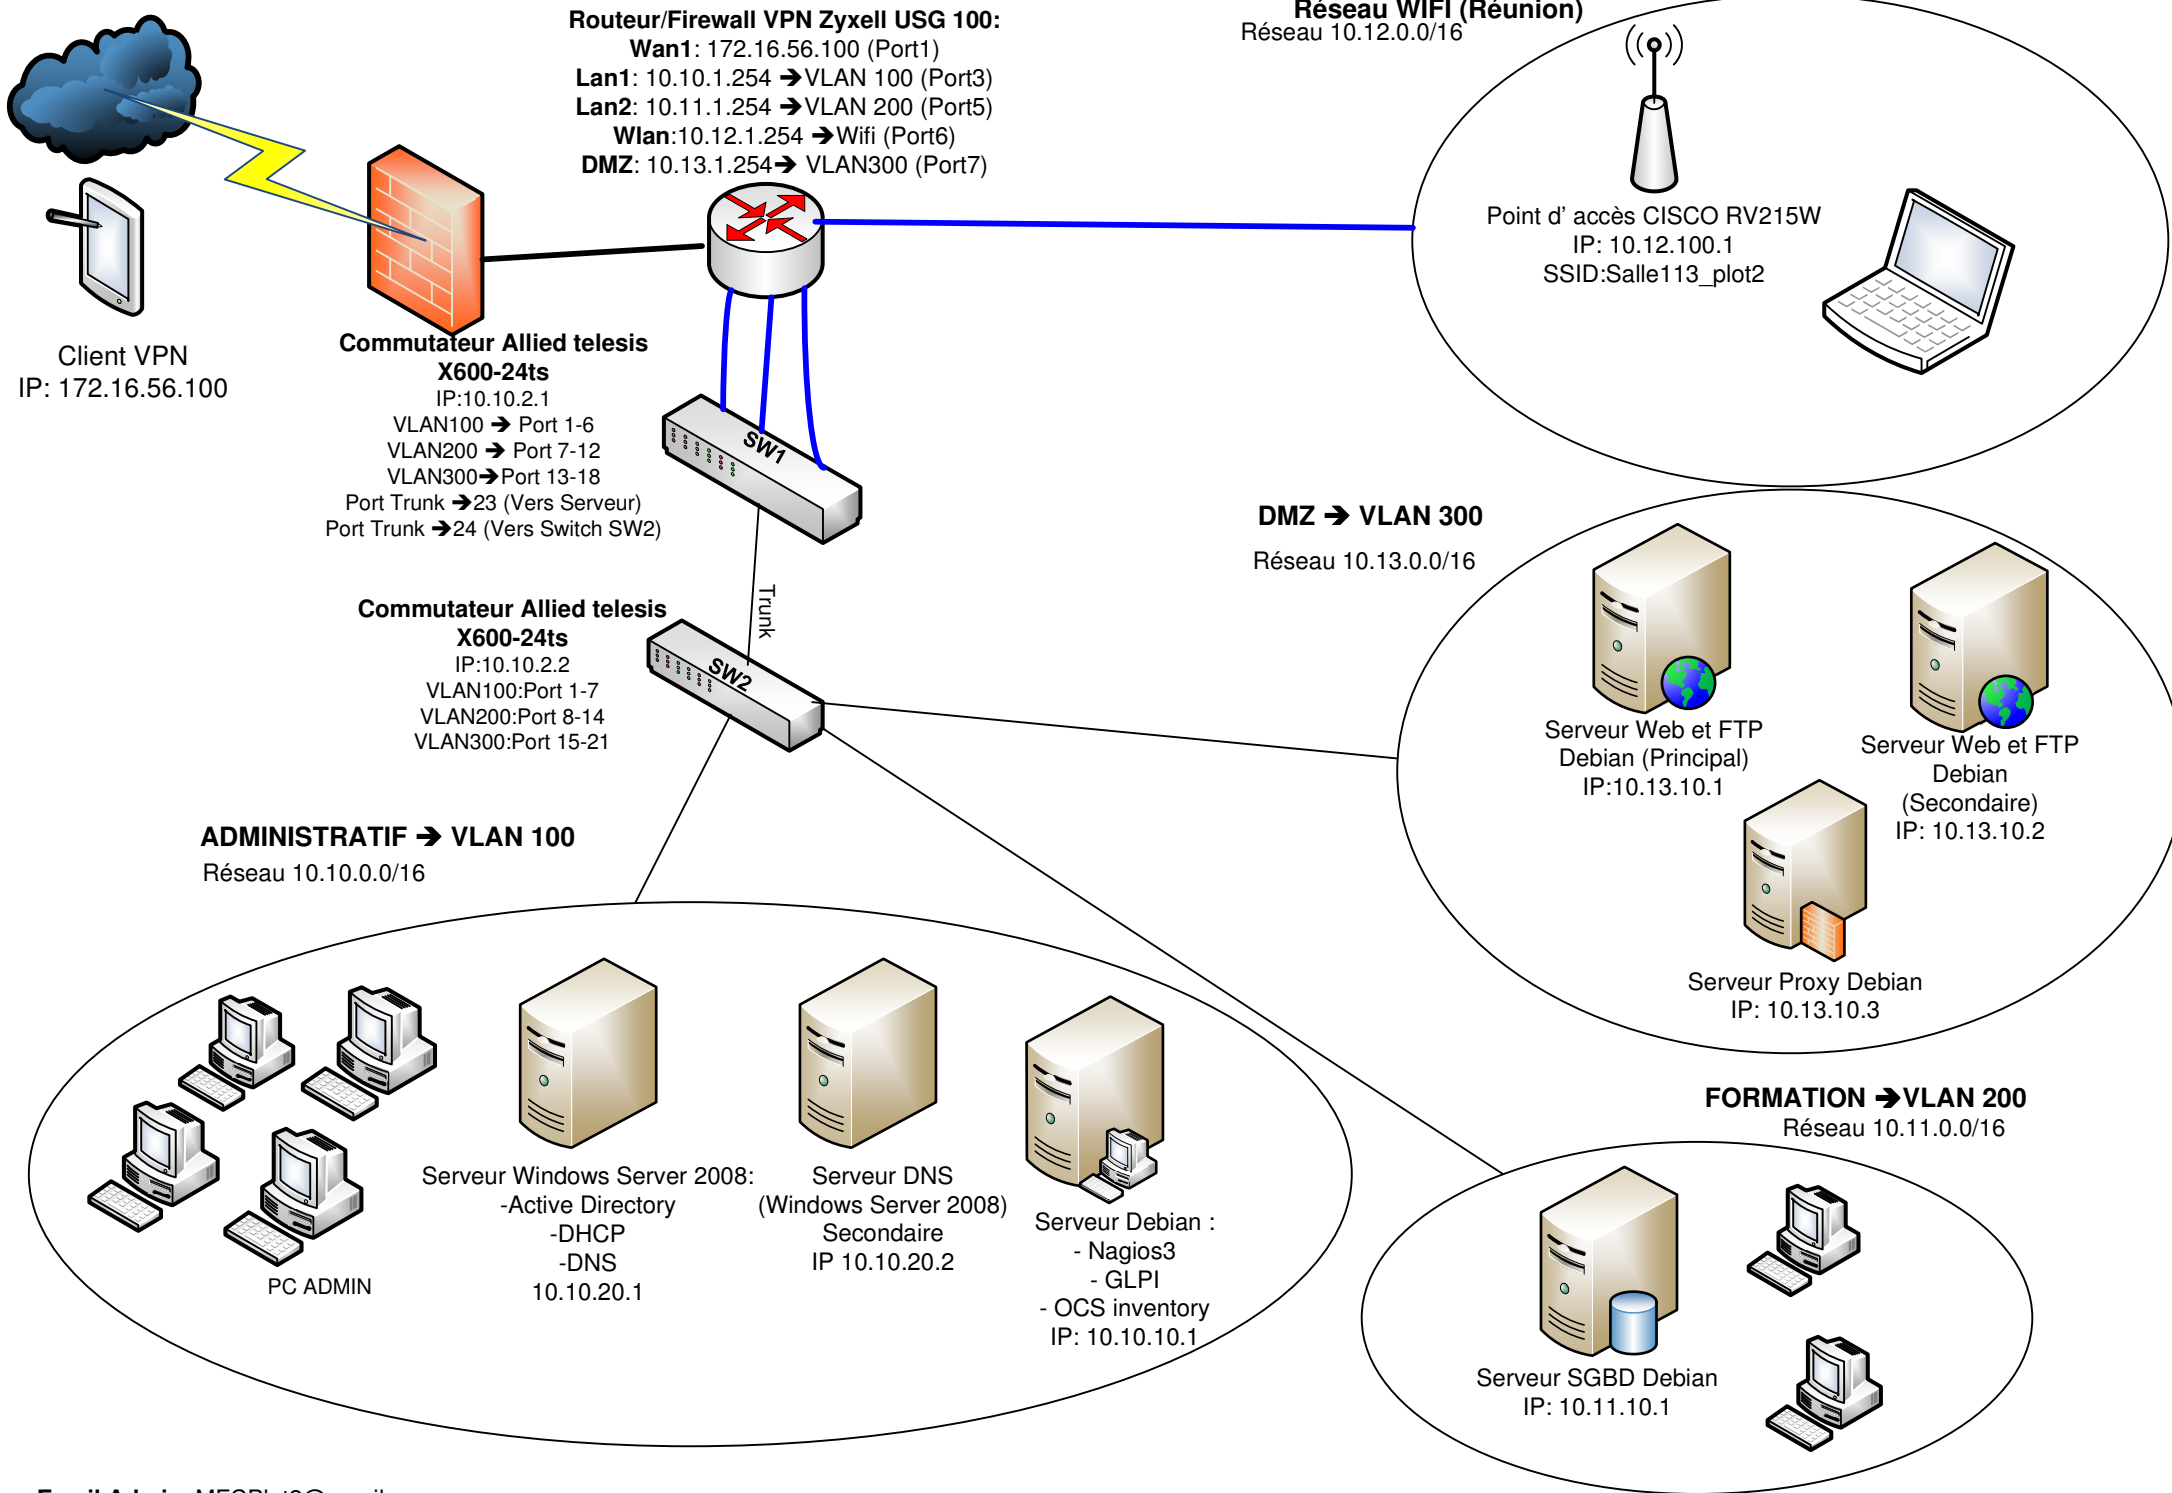 Routeur/Firewall VPN Zyxell USG 100:
Wan1: 172.16.56.100 (Port1)
Lan1: 10.10.1.254 ➔VLAN 100 (Port3)
Lan2: 10.11.1.254 ➔VLAN 200 (Port5)
Wlan:10.12.1.254 ➔Wifi (Port6)
DMZ: 10.13.1.254➔ VLAN300 (Port7)
Réseau WIFI (Réunion)
Réseau 10.12.0.0/16
Point d' accès CISCO RV215W
IP: 10.12.100.1
SSID:Salle113_plot2
Client VPN
IP: 172.16.56.100
Commutateur Allied telesis
X600-24ts
IP:10.10.2.1
VLAN100 ➔ Port 1-6
VLAN200 ➔ Port 7-12
VLAN300➔Port 13-18
Port Trunk ➔23 (Vers Serveur)
Port Trunk ➔24 (Vers Switch SW2)
SW1
Trunk
Commutateur Allied telesis
X600-24ts
IP:10.10.2.2
VLAN100:Port 1-7
VLAN200:Port 8-14
VLAN300:Port 15-21
SW2
DMZ ➔ VLAN 300
Réseau 10.13.0.0/16
Serveur Web et FTP
Debian (Principal)
IP:10.13.10.1
Serveur Web et FTP
Debian
(Secondaire)
IP: 10.13.10.2
Serveur Proxy Debian
IP: 10.13.10.3
ADMINISTRATIF ➔ VLAN 100
Réseau 10.10.0.0/16
PC ADMIN
Serveur Windows Server 2008:
-Active Directory
-DHCP
-DNS
10.10.20.1
Serveur DNS
(Windows Server 2008)
Secondaire
IP 10.10.20.2
Serveur Debian :
- Nagios3
- GLPI
- OCS inventory
IP: 10.10.10.1
FORMATION ➔VLAN 200
Réseau 10.11.0.0/16
Serveur SGBD Debian
IP: 10.11.10.1